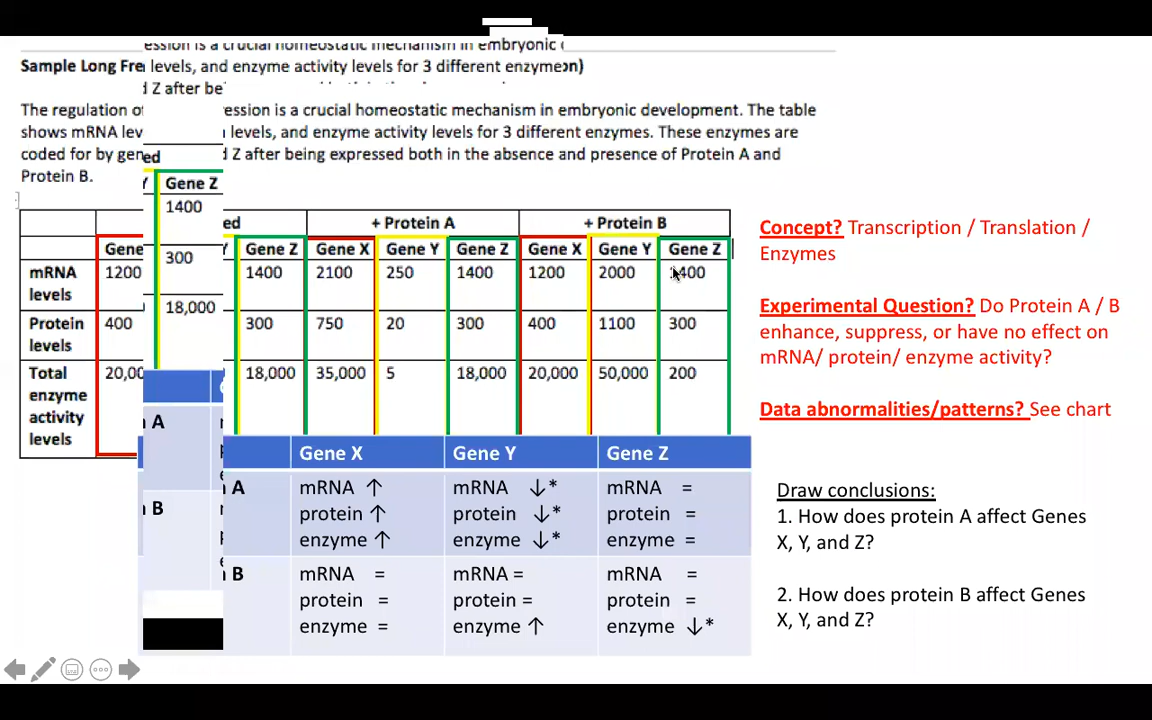 ession is a crucial homeostatic mechanism in embryonic
Sample Long Fre levels, and enzyme activity levels for 3 different enzyme n)
d Z after be
The regulation of ession is a crucial homeostatic mechanism in embryonic development. The table
shows mRNA lev levels, and enzyme activity levels for 3 different enzymes. These enzymes are
coded for by gen d Z after being expressed both in the absence and presence of Protein A and
Protein B.
ed
Y Gene Z
1400
300
18,000
ed + Protein A + Protein B
Gene Gene Z Gene X Gene Y Gene Z Gene X Gene Y Gene Z
mRNA levels 1200 1400 2100 250 1400 1200 2000 1400
Protein levels 400 300 750 20 300 400 1100 300
Total enzyme activity levels 20,00 18,000 35,000 5 18,000 20,000 50,000 200
A
B
Gene X Gene Y Gene Z
A mRNA ↑ mRNA ↓* mRNA =
protein ↑ protein ↓* protein =
enzyme ↑ enzyme ↓* enzyme =
B mRNA = mRNA = mRNA =
protein = protein = protein =
enzyme = enzyme ↑ enzyme ↓*
Concept? Transcription / Translation /
Enzymes
Experimental Question? Do Protein A / B
enhance, suppress, or have no effect on
mRNA/ protein/ enzyme activity?
Data abnormalities/patterns? See chart
Draw conclusions:
1. How does protein A affect Genes
X, Y, and Z?
2. How does protein B affect Genes
X, Y, and Z?